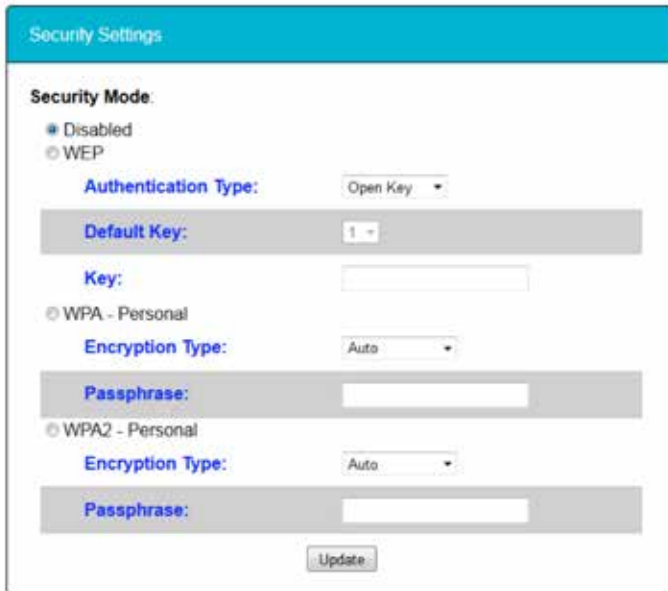 Security Settings
Security Mode:
Disabled
WEP
Authentication Type: Open Key
Default Key: 1
Key:
WPA - Personal
Encryption Type: Auto
Passphrase:
WPA2 - Personal
Encryption Type: Auto
Passphrase:
Update